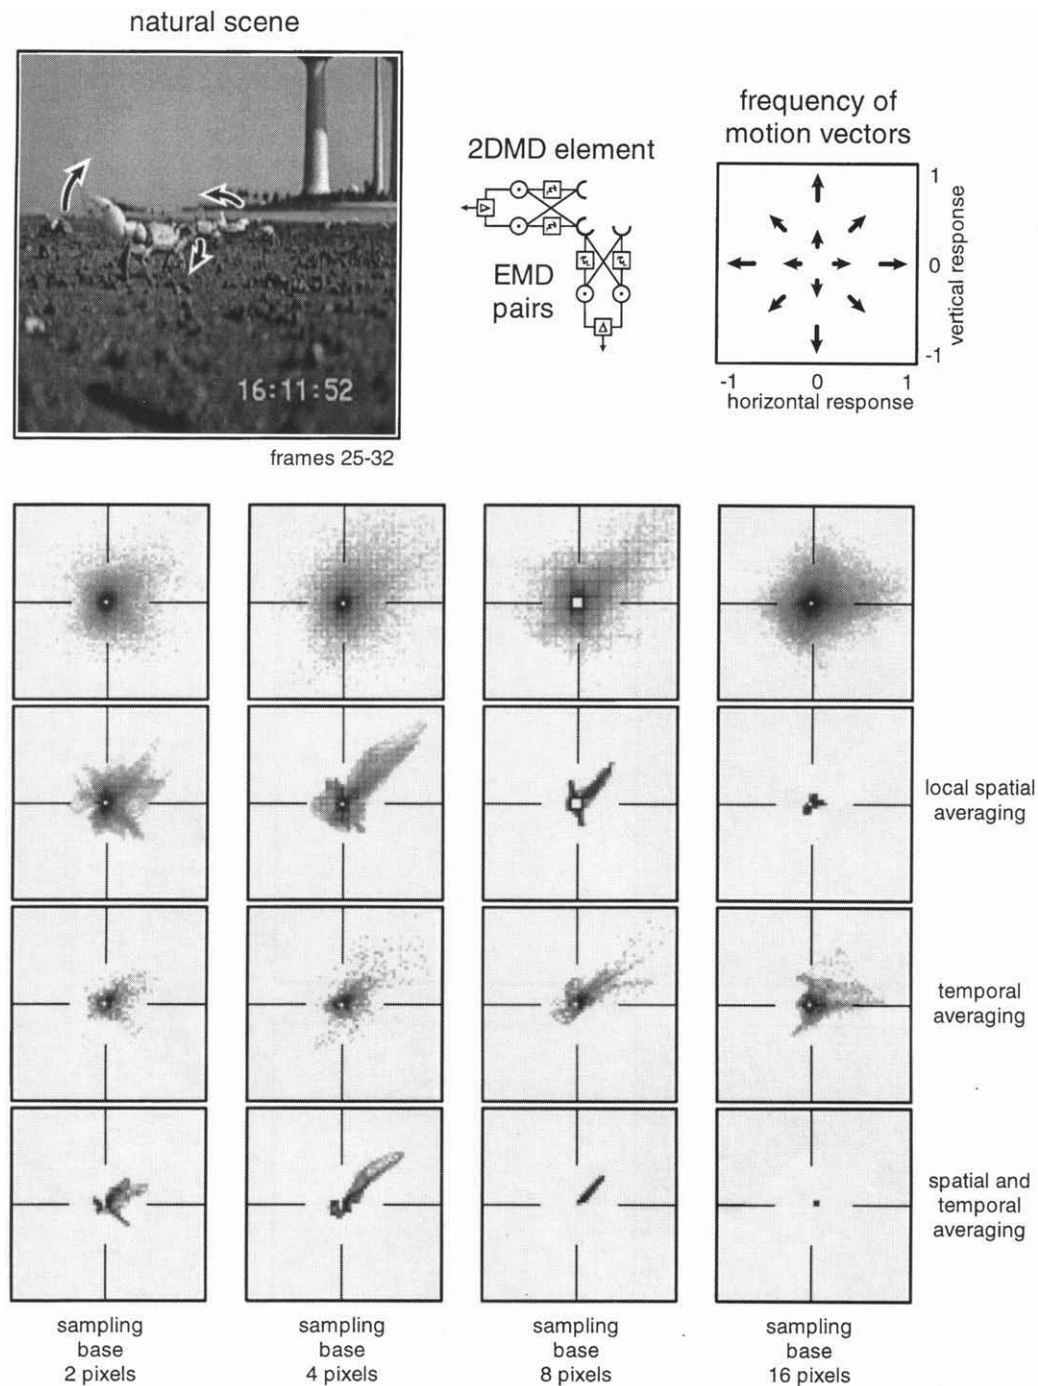 natural scene
16:11:52
frames 25-32
2DMD element
EMD
pairs
frequency of
motion vectors
1
0
-1
vertical response
-1 0 1
horizontal response
local spatial
averaging
temporal
averaging
spatial and
temporal
averaging
sampling
base
2 pixels
sampling
base
4 pixels
sampling
base
8 pixels
sampling
base
16 pixels